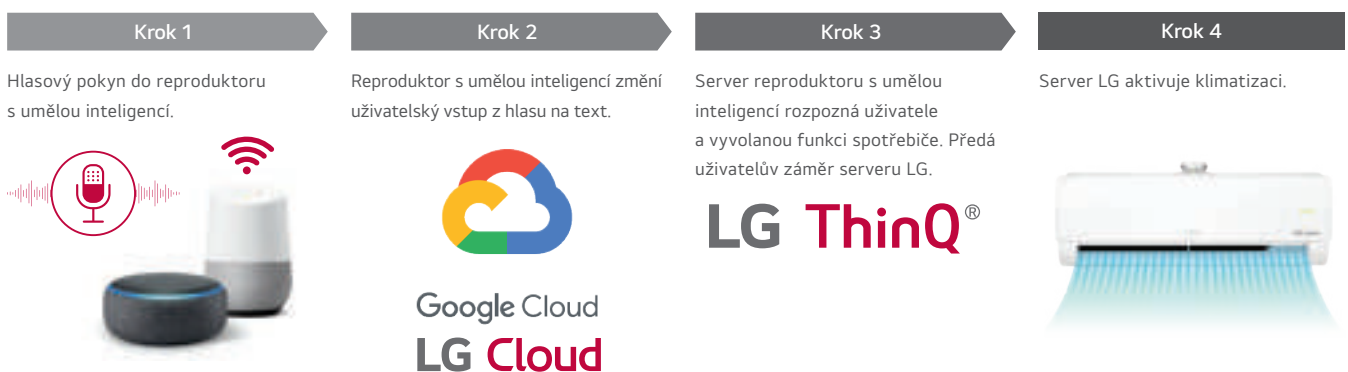 Krok 1
Hlasový pokyn do reproduktoru
s umělou inteligencí.
Krok 2
Reproduktor s umělou inteligencí změní
uživatelský vstup z hlasu na text.
Google Cloud
LG Cloud
Krok 3
Server reproduktoru s umělou
inteligencí rozpozná uživatele
a vyvolanou funkci spotřebiče. Předá
uživatelův záměr serveru LG.
LG ThinQ®
Krok 4
Server LG aktivuje klimatizaci.